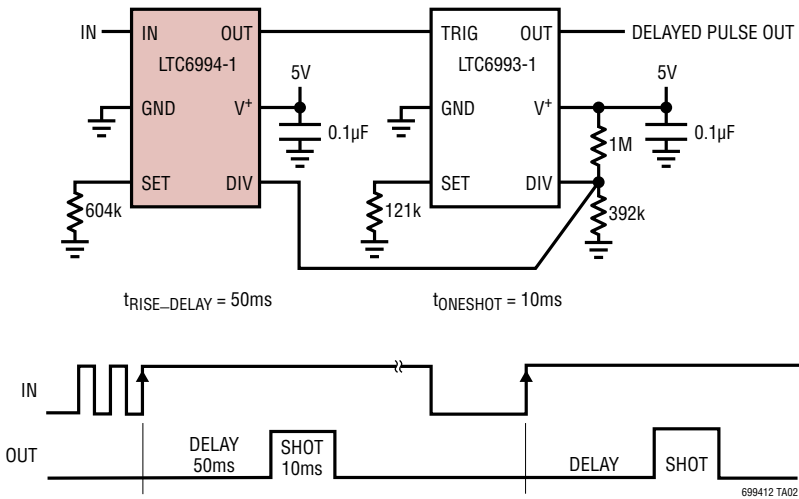 IN IN OUT TRIG OUT DELAYED PULSE OUT
LTC6994-1 LTC6993-1
5V 5V
GND V+ GND V+
0.1µF 0.1µF
1M
SET DIV SET DIV
604k 121k 392k
tRISE_DELAY = 50ms tONESHOT = 10ms
IN
OUT DELAY 50ms SHOT 10ms DELAY SHOT
699412 TA02